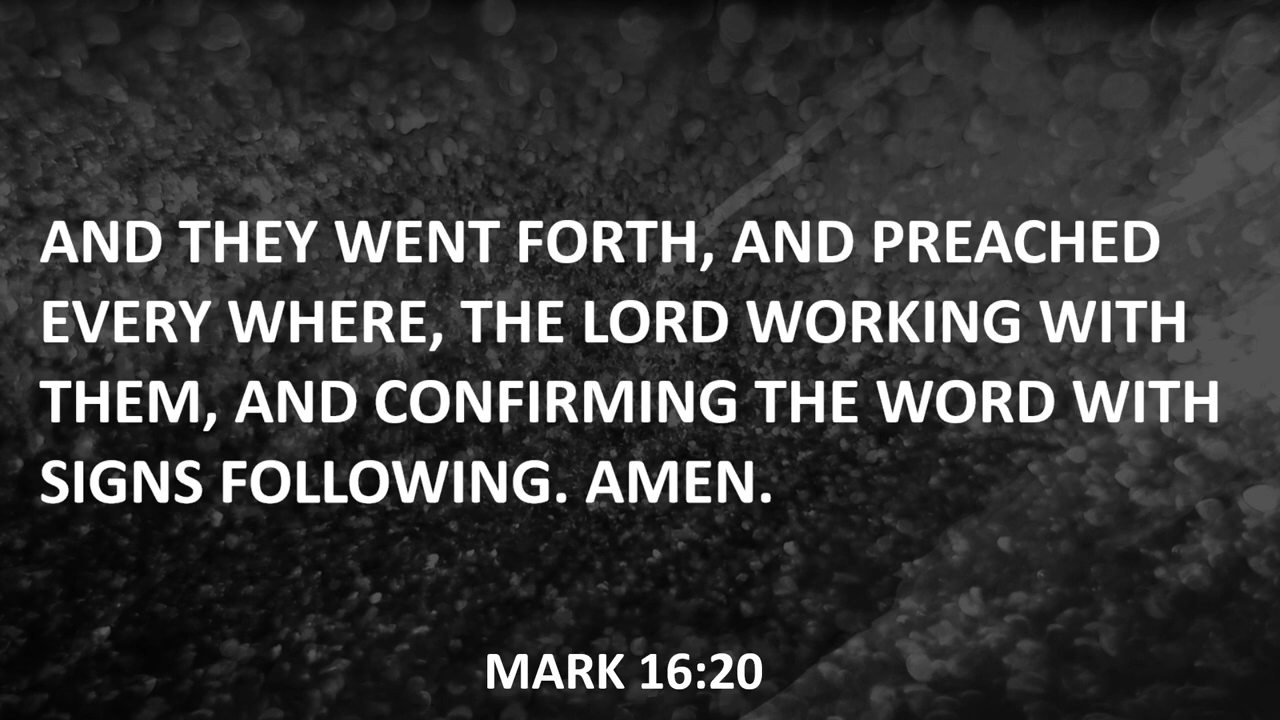 AND THEY WENT FORTH, AND PREACHED
EVERY WHERE, THE LORD WORKING WITH
THEM, AND CONFIRMING THE WORD WITH
SIGNS FOLLOWING. AMEN.
MARK 16:20